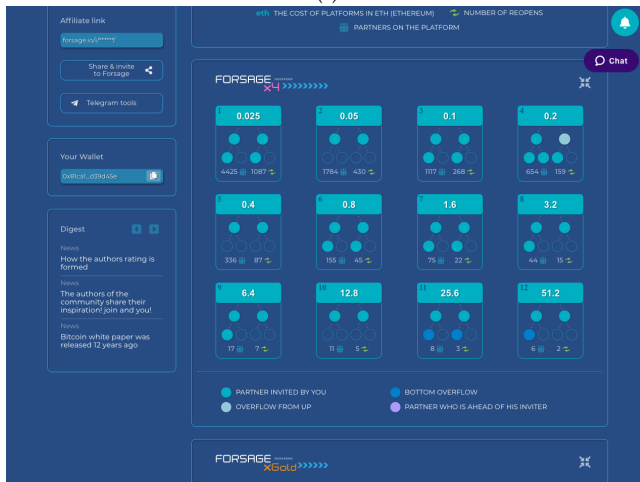 Affiliate link
forsage.io/i/******/
Share & invite
to Forsage
Telegram tools
Your Wallet
0x81ca1...d39d45e
Digest
News
How the authors rating is
formed
News
The authors of the
community share their
inspiration! join and you!
News
Bitcoin white paper was
released 12 years ago
eth THE COST OF PLATFORMS IN ETH (ETHEREUM) NUMBER OF REOPENS
PARTNERS ON THE PLATFORM
Chat
FORSAGE
x4
1 0.025
4425 1087
2 0.05
1784 430
3 0.1
1117 268
4 0.2
654 159
5 0.4
336 87
6 0.8
155 45
7 1.6
75 22
8 3.2
44 15
9 6.4
17 7
10 12.8
11 5
11 25.6
8 3
12 51.2
6 2
PARTNER INVITED BY YOU
BOTTOM OVERFLOW
OVERFLOW FROM UP
PARTNER WHO IS AHEAD OF HIS INVITER
FORSAGE
xGold